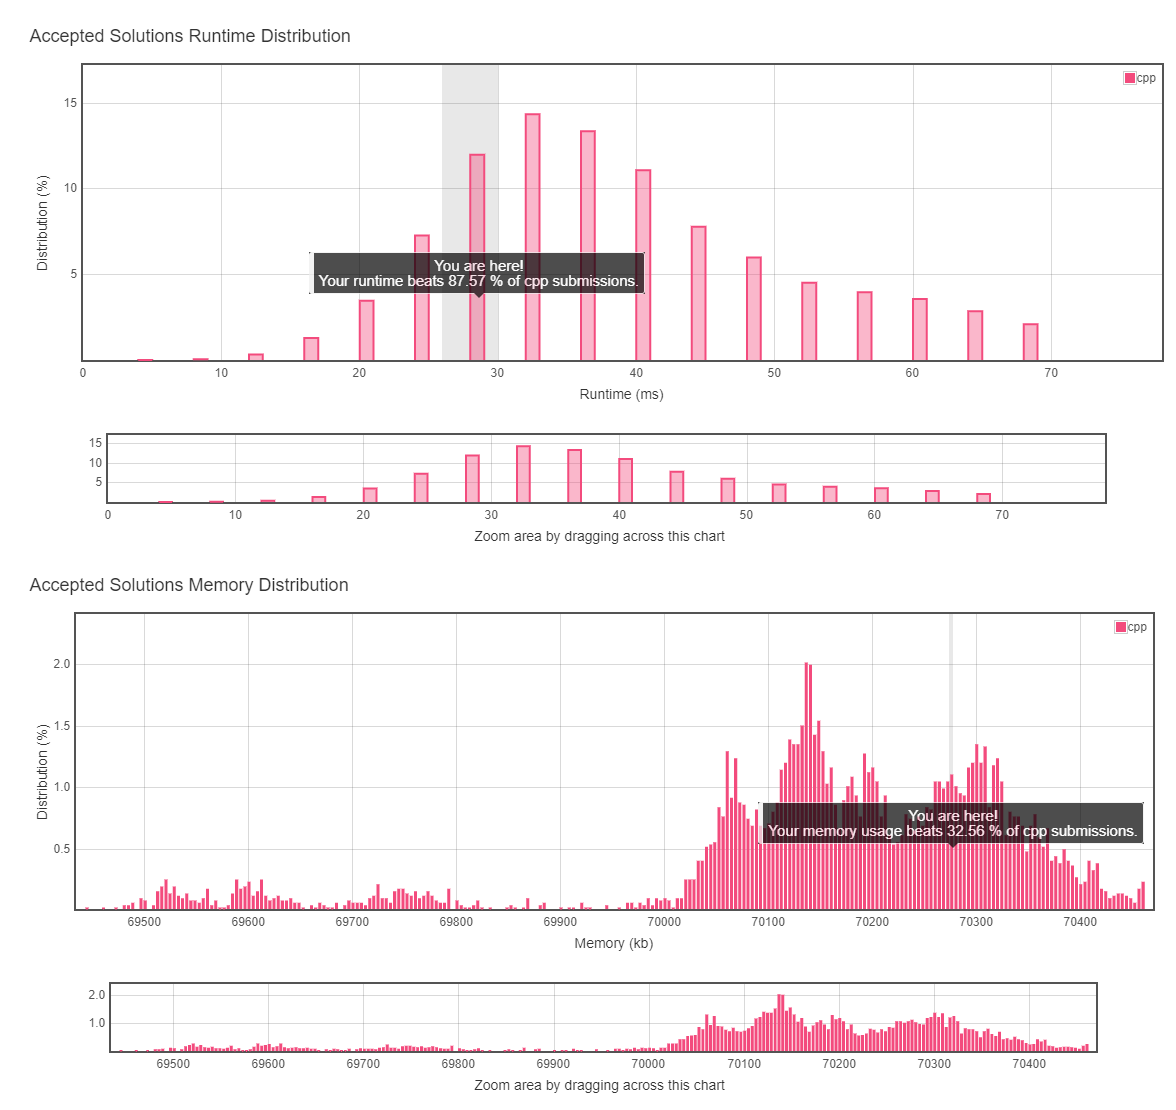 Accepted Solutions Runtime Distribution
cpp
15
10
5
Distribution (%)
You are here!
Your runtime beats 87.57 % of cpp submissions.
0 10 20 30 40 50 60 70
Runtime (ms)
15
10
5
0 10 20 30 40 50 60 70
Zoom area by dragging across this chart
Accepted Solutions Memory Distribution
cpp
2.0
1.5
1.0
0.5
Distribution (%)
You are here!
Your memory usage beats 32.56 % of cpp submissions.
69500 69600 69700 69800 69900 70000 70100 70200 70300 70400
Memory (kb)
2.0
1.0
69500 69600 69700 69800 69900 70000 70100 70200 70300 70400
Zoom area by dragging across this chart